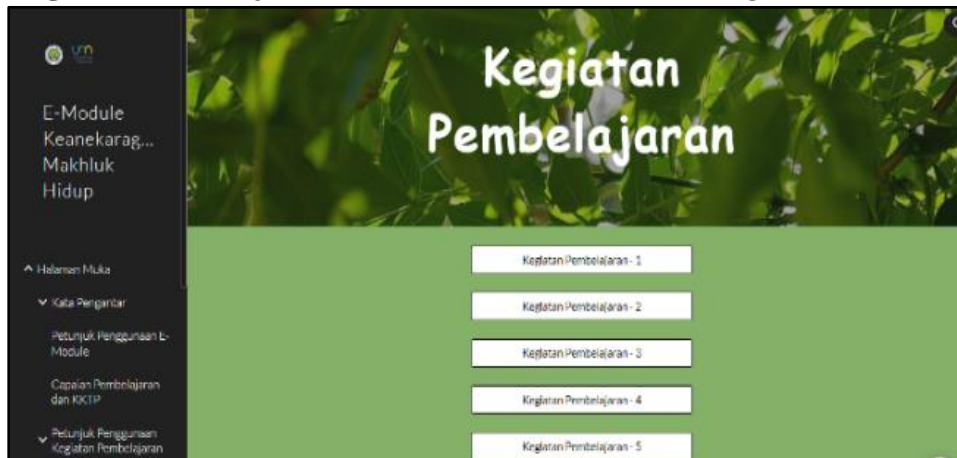 E-Module
Keanekarag...
Makhluk
Hidup
Halaman Muka
Kata Pengantar
Petunjuk Penggunaan E-
Module
Capaian Pembelajaran
dan KKTP
Petunjuk Penggunaan
Kegiatan Pembelajaran
Kegiatan
Pembelajaran
Kegiatan Pembelajaran - 1
Kegiatan Pembelajaran - 2
Kegiatan Pembelajaran - 3
Kegiatan Pembelajaran - 4
Kegiatan Pembelajaran - 5